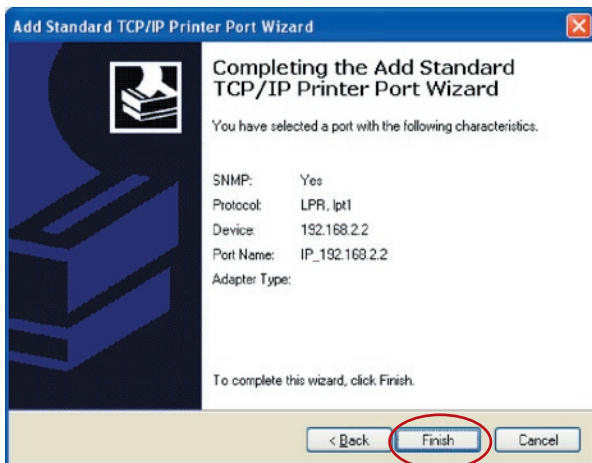 Add Standard TCP/IP Printer Port Wizard
Completing the Add Standard
TCP/IP Printer Port Wizard
You have selected a port with the following characteristics.
SNMP: Yes
Protocol: LPR, lpt1
Device: 192.168.2.2
Port Name: IP_192.168.2.2
Adapter Type:
To complete this wizard, click Finish.
< Back Finish Cancel